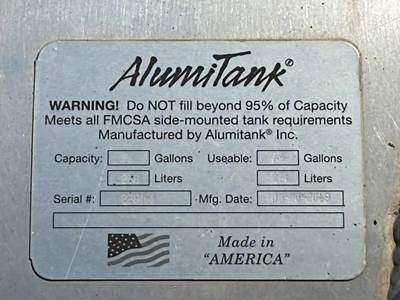 AlumiTank®
WARNING! Do NOT fill beyond 95% of Capacity
Meets all FMCSA side-mounted tank requirements
Manufactured by Alumitank® Inc.
Capacity: Gallons Useable: Gallons
Liters Liters
Serial #: Mfg. Date:
Made in
"AMERICA"